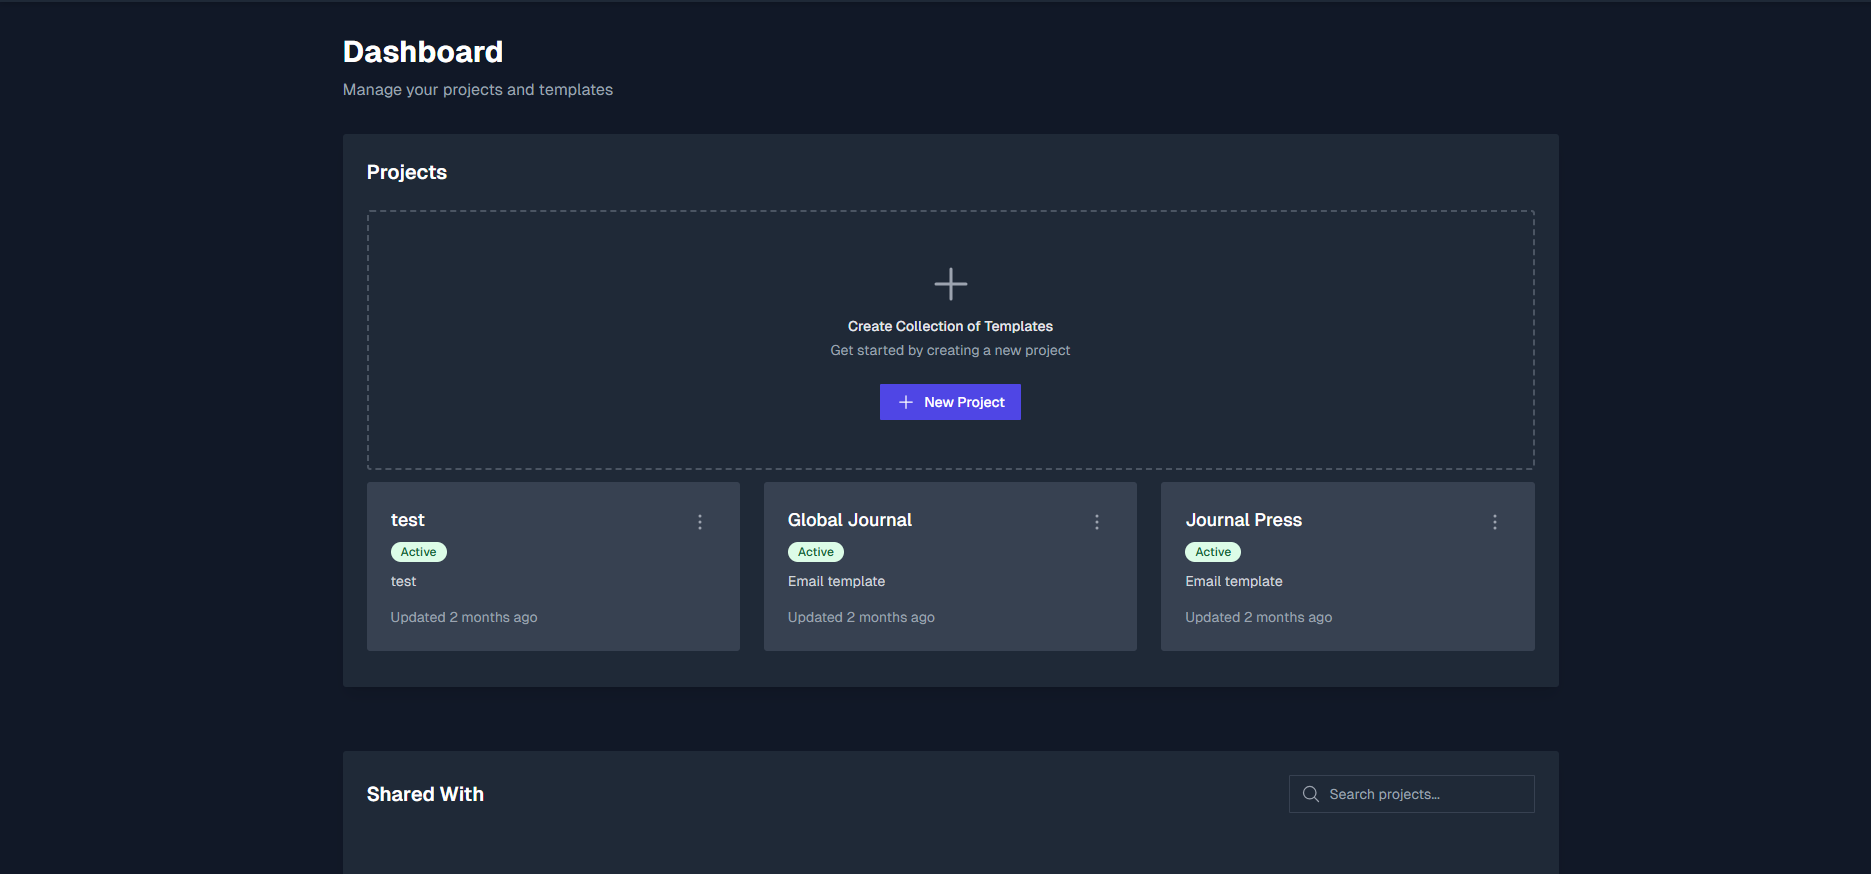 Dashboard
Manage your projects and templates
Projects
Create Collection of Templates
Get started by creating a new project
New Project
test
Active
test
Updated 2 months ago
Global Journal
Active
Email template
Updated 2 months ago
Journal Press
Active
Email template
Updated 2 months ago
Shared With
Search projects...